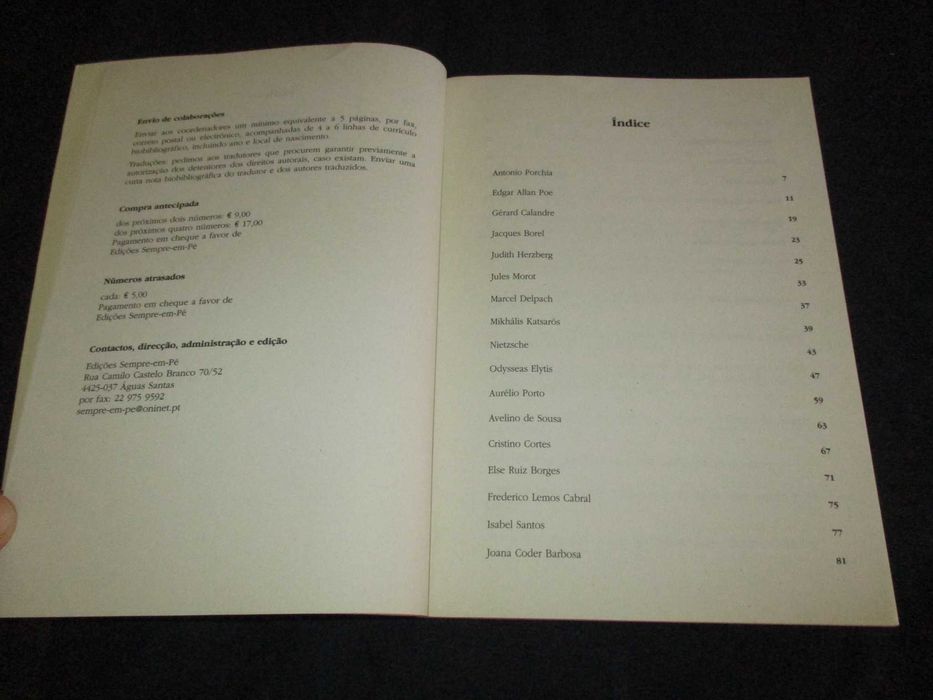 Envio de colaborações
Enviar aos coordenadores um mínimo equivalente a 5 páginas, por fax,
correio postal ou electrónico, acompanhadas de 4 a 6 linhas de currículo
biobibliográfico, incluindo ano e local de nascimento.
Traduções: pedimos aos tradutores que procurem garantir previamente a
autorização dos detentores dos direitos autorais, caso existam. Enviar uma
curta nota biobibliográfica do tradutor e dos autores traduzidos.
Compra antecipada
dos próximos dois números: € 9,00
dos próximos quatro números: € 17,00
Pagamento em cheque a favor de
Edições Sempre-em-Pé
Números atrasados
cada: € 5,00
Pagamento em cheque a favor de
Edições Sempre-em-Pé
Contactos, direcção, administração e edição
Edições Sempre-em-Pé
Rua Camilo Castelo Branco 70/52
4425-037 Águas Santas
por fax: 22 975 9592
sempre-em-pe@oninet.pt
Índice
Antonio Porchia 7
Edgar Allan Poe 11
Gérard Calandre 19
Jacques Borel 23
Judith Herzberg 25
Jules Morot 33
Marcel Delpach 37
Mikhális Katsarós 39
Nietzsche 43
Odysseas Elytis 47
Aurélio Porto 59
Avelino de Sousa 63
Cristino Cortes 67
Else Ruiz Borges 71
Frederico Lemos Cabral 75
Isabel Santos 77
Joana Coder Barbosa 81